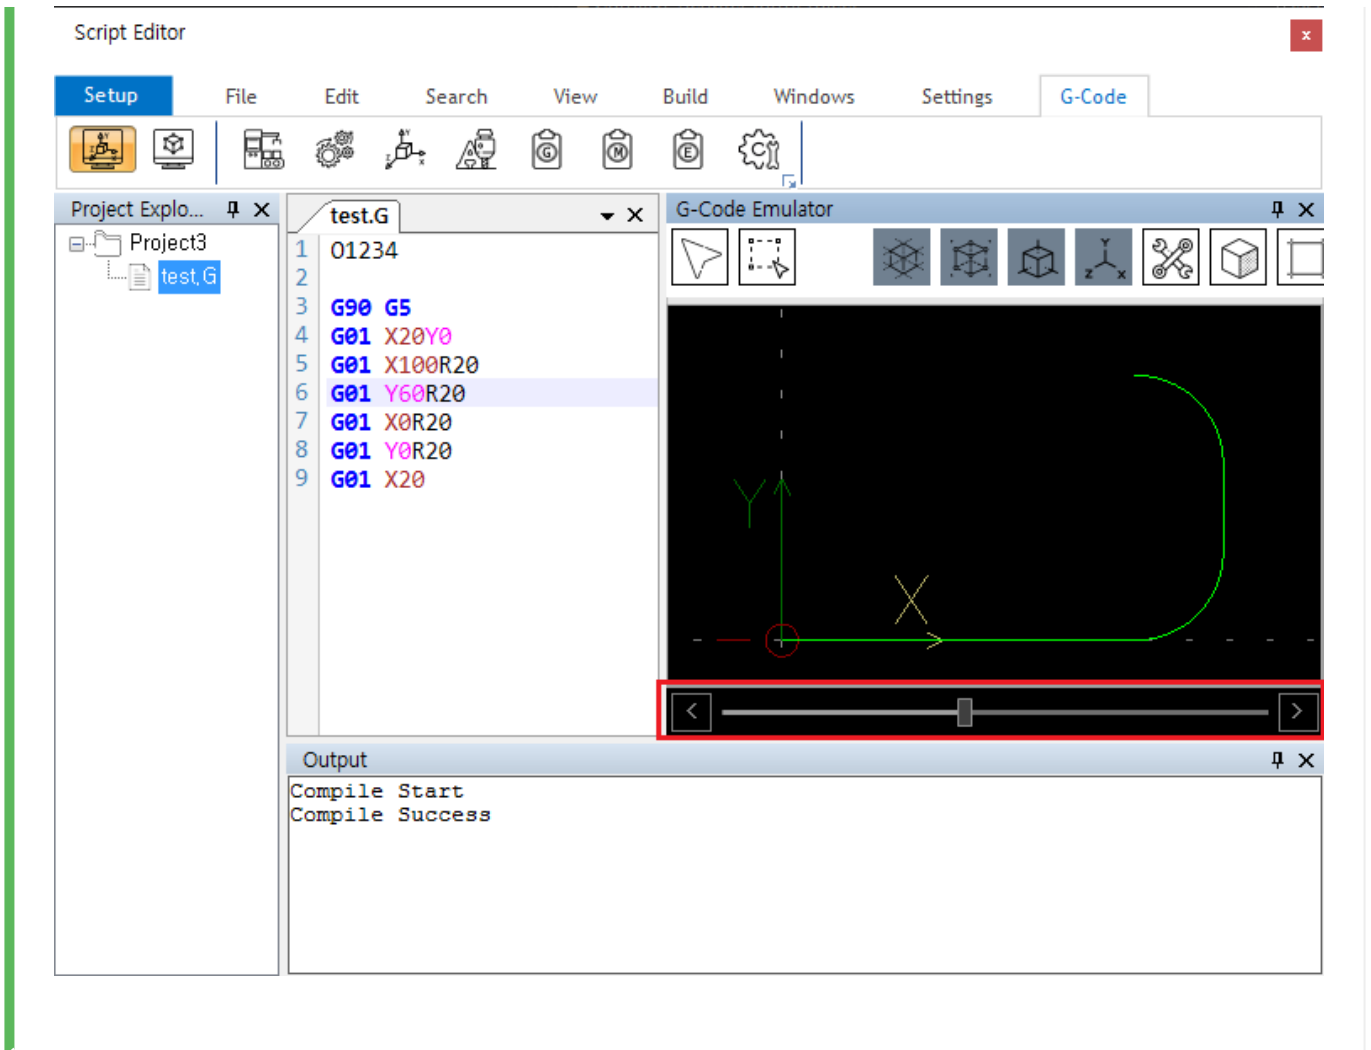 Script Editor
x
Setup File Edit Search View Build Windows Settings G-Code
G M E C
Project Explo...
Project3
test,G
test.G
1 O1234
2
3 G90 G5
4 G01 X20Y0
5 G01 X100R20
6 G01 Y60R20
7 G01 X0R20
8 G01 Y0R20
9 G01 X20
G-Code Emulator
Y
z x
Y
X
< >
Output
Compile Start
Compile Success